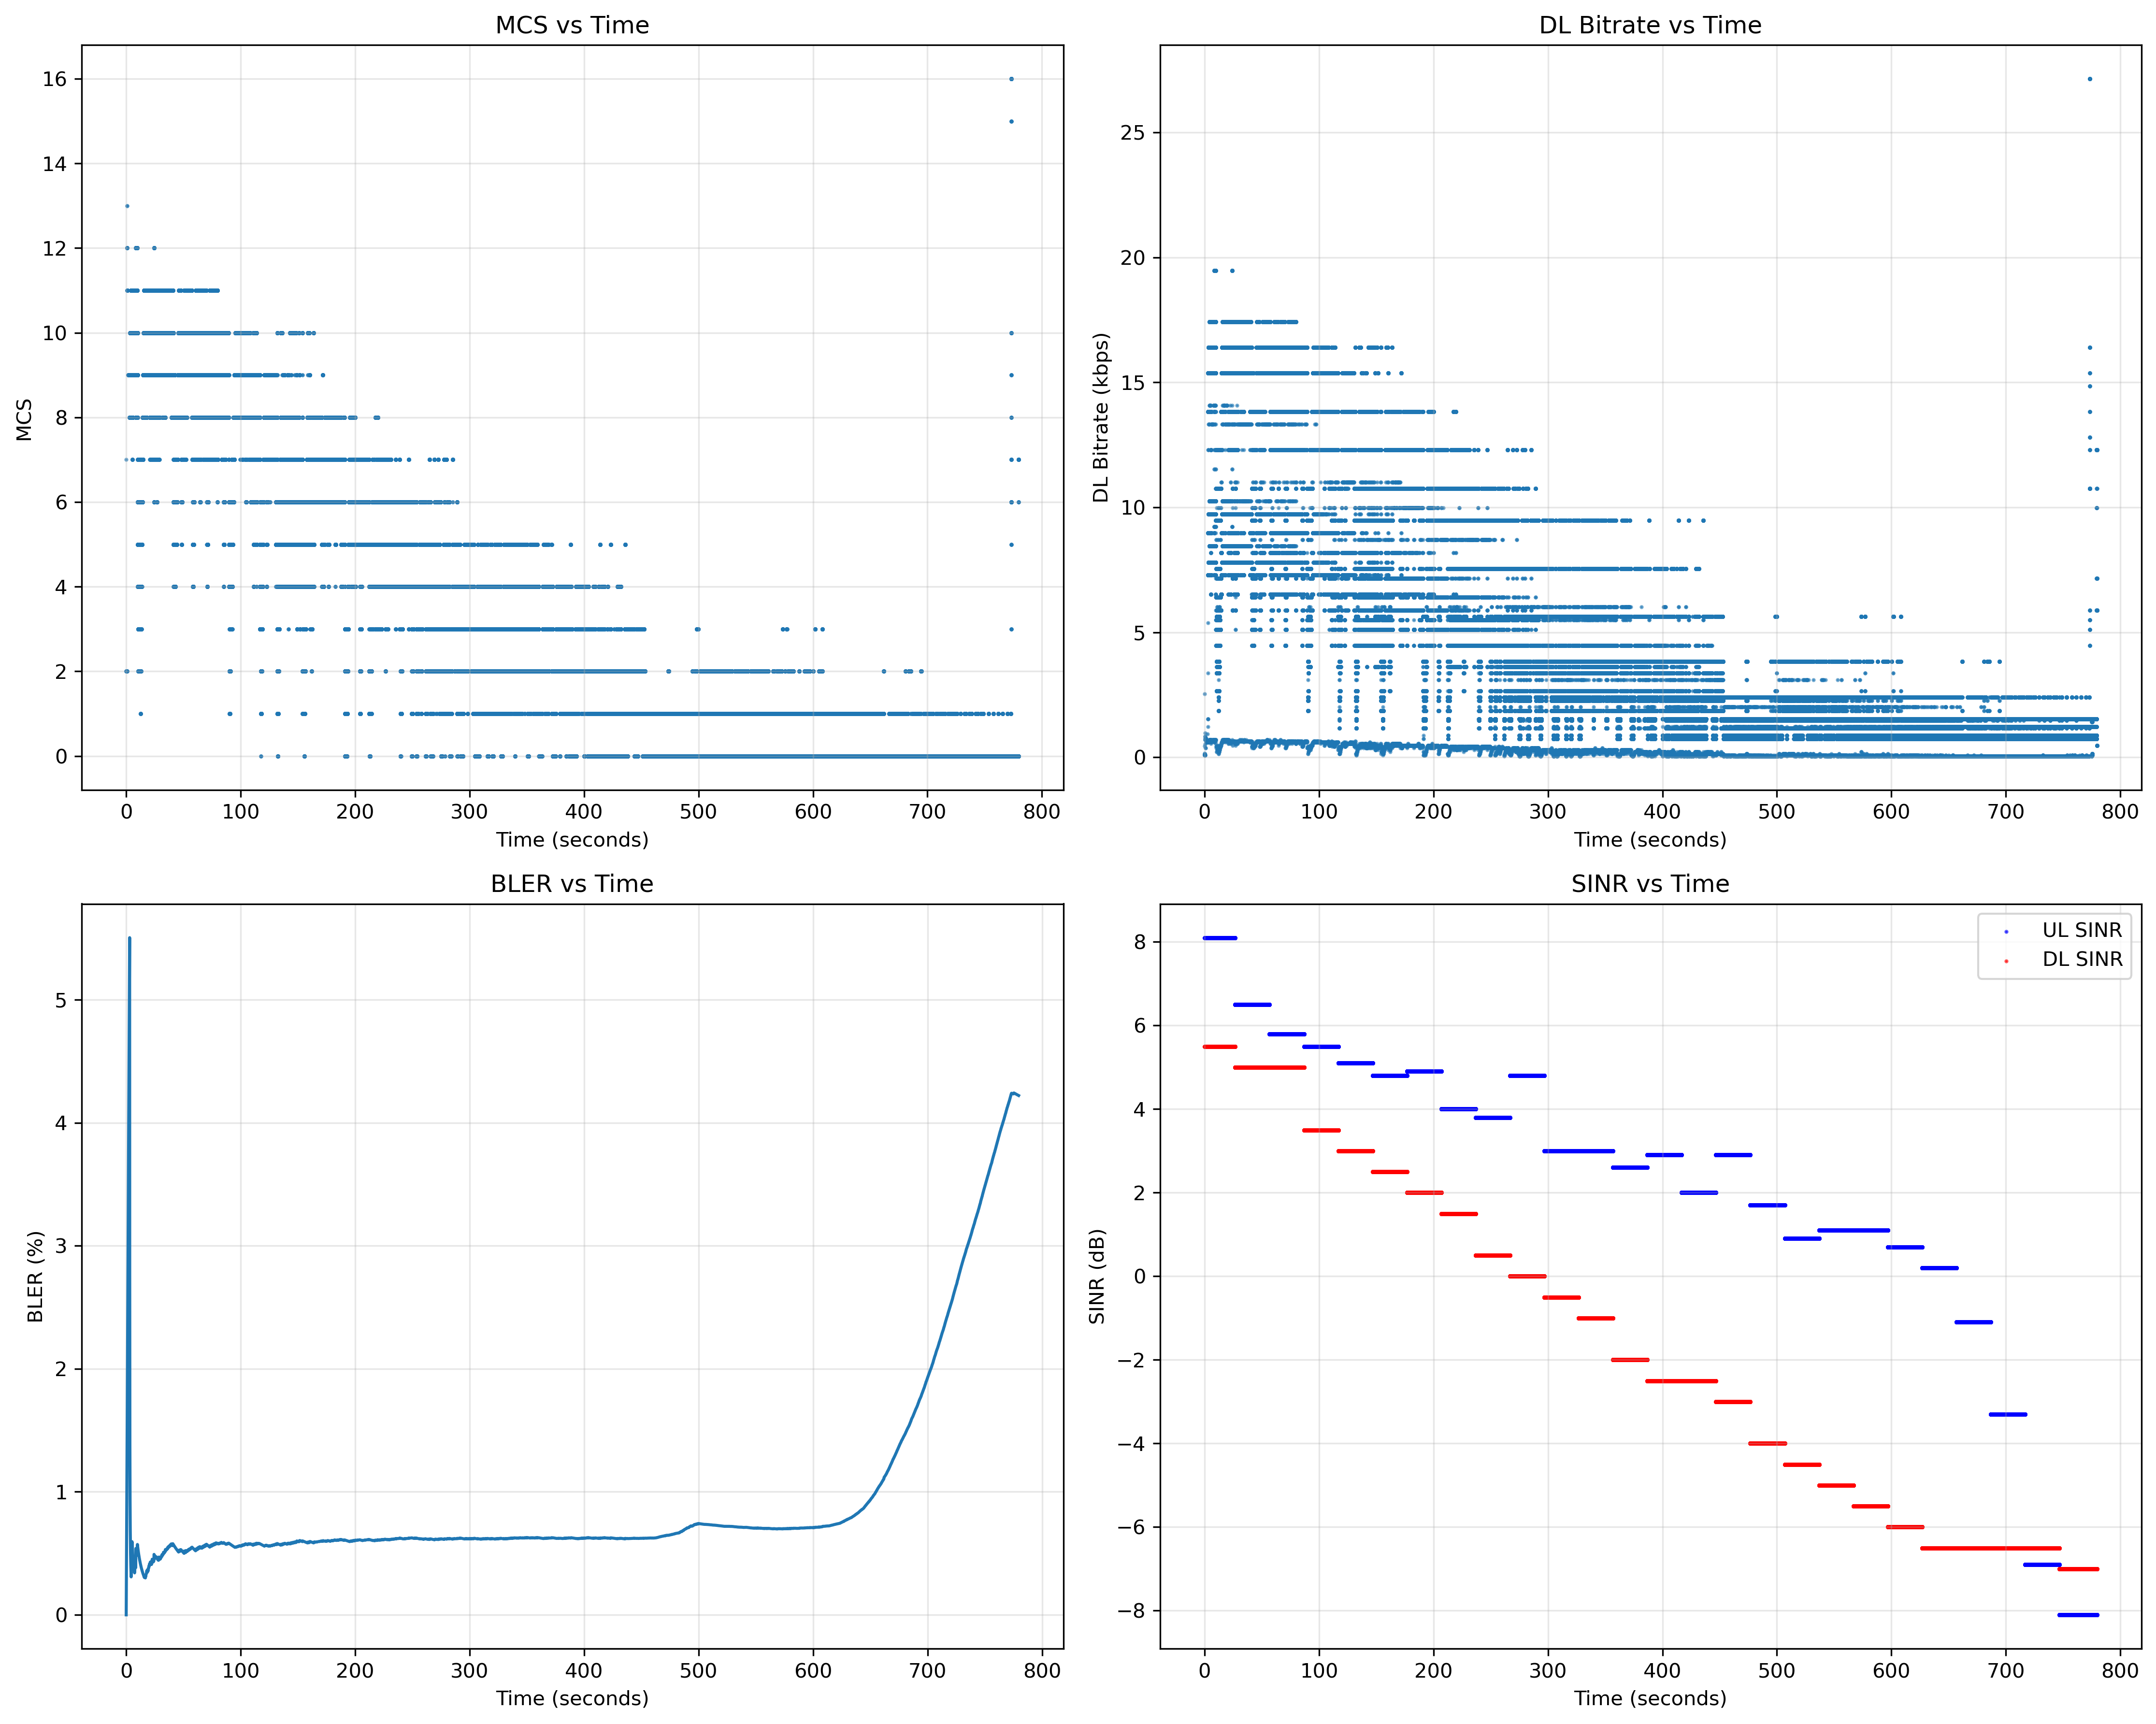 MCS vs Time
MCS
16
14
12
10
8
6
4
2
0
0 100 200 300 400 500 600 700 800
Time (seconds)
DL Bitrate vs Time
DL Bitrate (kbps)
25
20
15
10
5
0
0 100 200 300 400 500 600 700 800
Time (seconds)
BLER vs Time
BLER (%)
5
4
3
2
1
0
0 100 200 300 400 500 600 700 800
Time (seconds)
SINR vs Time
SINR (dB)
8
6
4
2
0
−2
−4
−6
−8
UL SINR
DL SINR
0 100 200 300 400 500 600 700 800
Time (seconds)